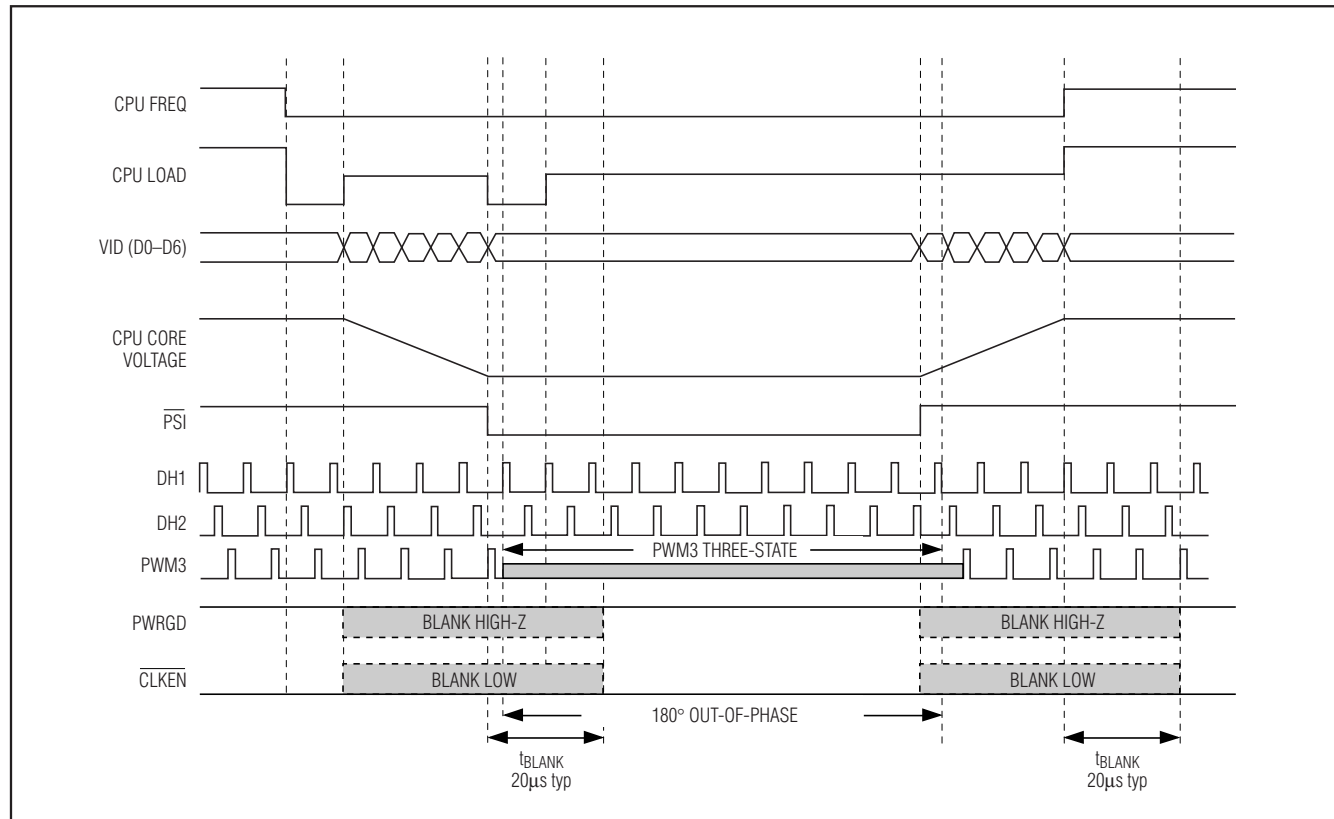 CPU FREQ
CPU LOAD
VID (D0–D6)
CPU CORE
VOLTAGE
PSI
DH1
DH2
PWM3 THREE-STATE
PWM3
PWRGD
BLANK HIGH-Z
BLANK HIGH-Z
CLKEN
BLANK LOW
BLANK LOW
180° OUT-OF-PHASE
tBLANK
20μs typ
tBLANK
20μs typ